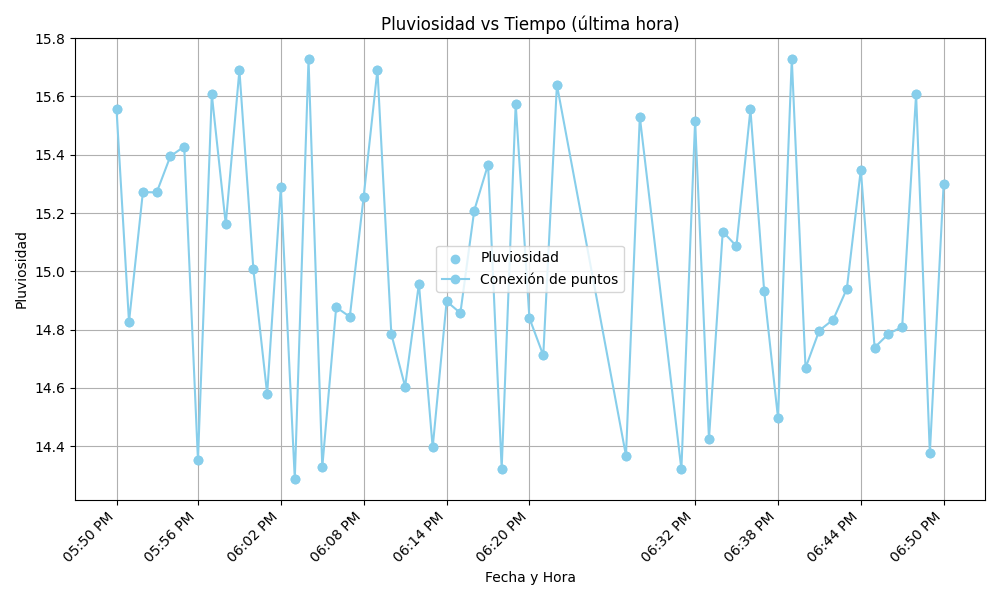 Pluviosidad vs Tiempo (última hora)
Pluviosidad
15.8
15.6
15.4
15.2
15.0
14.8
14.6
14.4
Pluviosidad
Conexión de puntos
05:50 PM
05:56 PM
06:02 PM
06:08 PM
06:14 PM
06:20 PM
06:32 PM
06:38 PM
06:44 PM
06:50 PM
Fecha y Hora